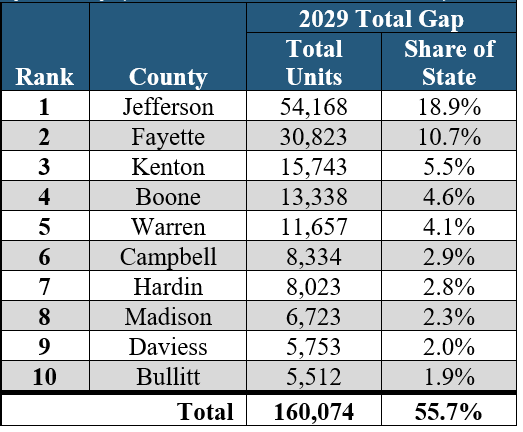 2029 Total Gap
Rank County Total Units Share of State
1 Jefferson 54,168 18.9%
2 Fayette 30,823 10.7%
3 Kenton 15,743 5.5%
4 Boone 13,338 4.6%
5 Warren 11,657 4.1%
6 Campbell 8,334 2.9%
7 Hardin 8,023 2.8%
8 Madison 6,723 2.3%
9 Daviess 5,753 2.0%
10 Bullitt 5,512 1.9%
Total 160,074 55.7%